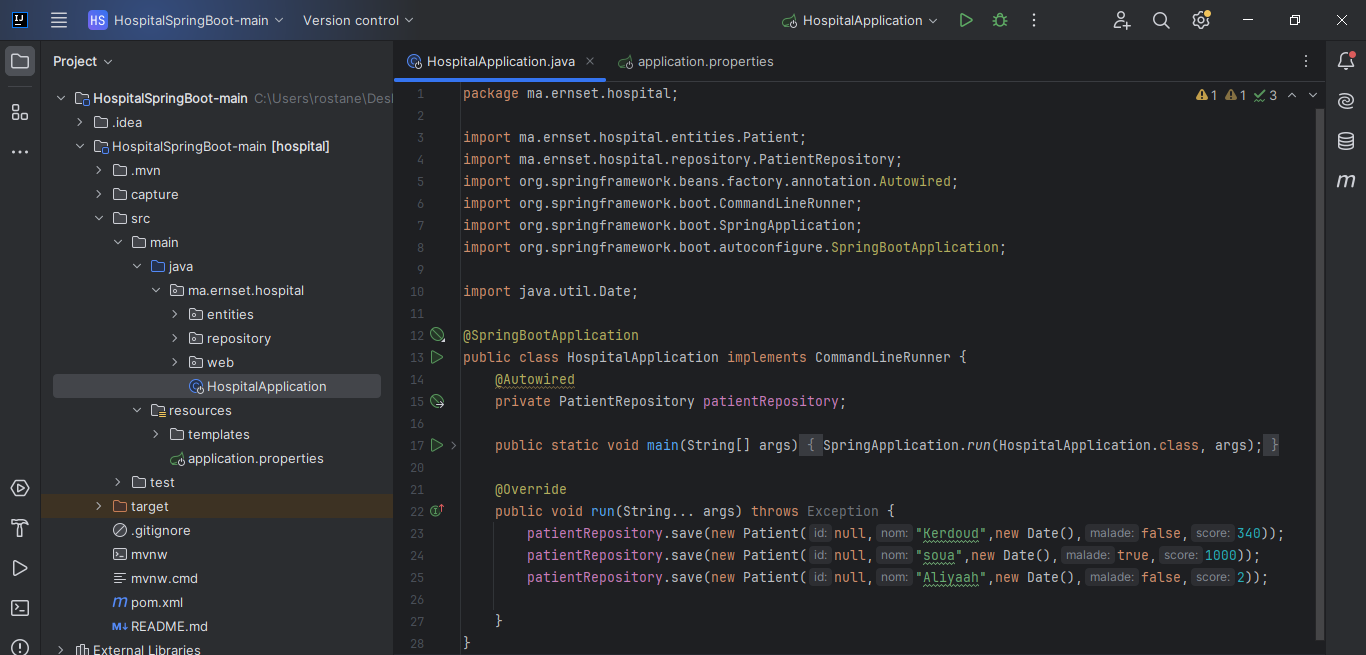 HS HospitalSpringBoot-main Version control HospitalApplication
Project
HospitalSpringBoot-main C:\Users\rostane\Des
.idea
HospitalSpringBoot-main [hospital]
.mvn
capture
src
main
java
ma.ernset.hospital
entities
repository
web
HospitalApplication
resources
templates
application.properties
test
target
.gitignore
mvnw
mvnw.cmd
pom.xml
README.md
External Libraries
HospitalApplication.java application.properties
1 1 3
1 package ma.ernset.hospital;
2
3 import ma.ernset.hospital.entities.Patient;
4 import ma.ernset.hospital.repository.PatientRepository;
5 import org.springframework.beans.factory.annotation.Autowired;
6 import org.springframework.boot.CommandLineRunner;
7 import org.springframework.boot.SpringApplication;
8 import org.springframework.boot.autoconfigure.SpringBootApplication;
9
10 import java.util.Date;
11
12 @SpringBootApplication
13 public class HospitalApplication implements CommandLineRunner {
14 @Autowired
15 private PatientRepository patientRepository;
16
17 public static void main(String[] args) { SpringApplication.run(HospitalApplication.class, args); }
20
21 @Override
22 public void run(String... args) throws Exception {
23 patientRepository.save(new Patient( id: null, nom: "Kerdoud",new Date(), malade: false, score: 340));
24 patientRepository.save(new Patient( id: null, nom: "soua",new Date(), malade: true, score: 1000));
25 patientRepository.save(new Patient( id: null, nom: "Aliyaah",new Date(), malade: false, score: 2));
26
27 }
28 }